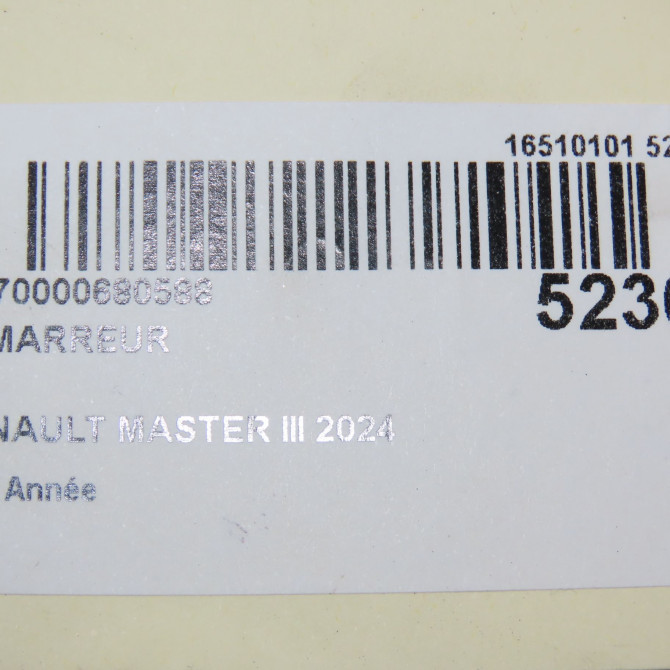 16510101 52
70000680588
5230
MARREUR
NAULT MASTER III 2024
Année